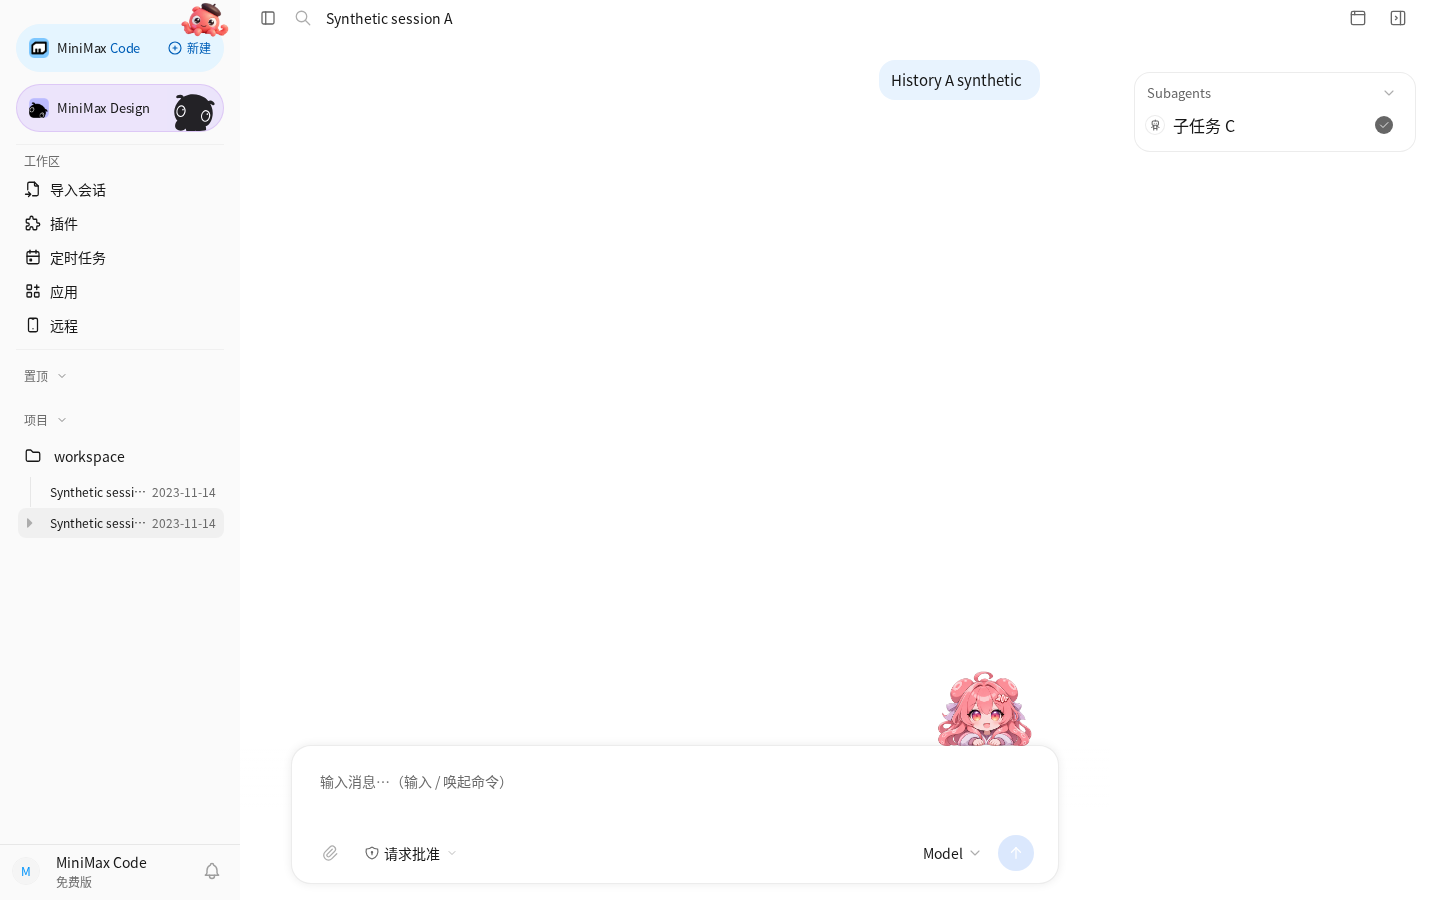 MiniMax Code
新建
MiniMax Design
工作区
导入会话
插件
定时任务
应用
远程
置顶
项目
workspace
Synthetic sessi… 2023-11-14
Synthetic sessi… 2023-11-14
M
MiniMax Code
免费版
Synthetic session A
History A synthetic
Subagents
子任务 C
输入消息…（输入 / 唤起命令）
请求批准
Model